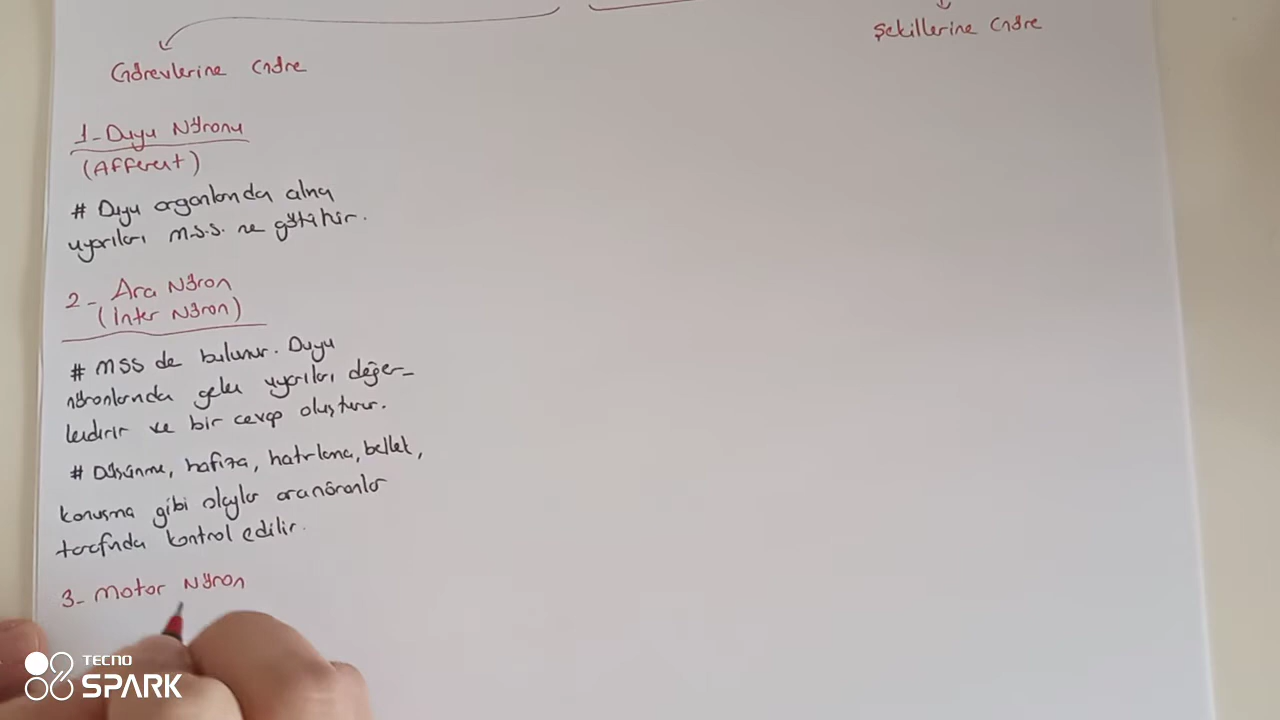 Şekillerine Göre
Görevlerine Göre
1- Duyu Nöronu
(Afferent)
# Duyu organlarında alınan
uyarıları M.S.S. ne götürür.
2- Ara Nöron
(İnter Nöron)
# MSS de bulunur. Duyu
nöronlarında gelen uyarıları değer-
lendirir ve bir cevap oluşturur.
# Düşünme, hafıza, hatırlama, bellek,
konuşma gibi olaylar ara nöronlar
tarafında kontrol edilir.
3- Motor Nöron
TECNO
SPARK